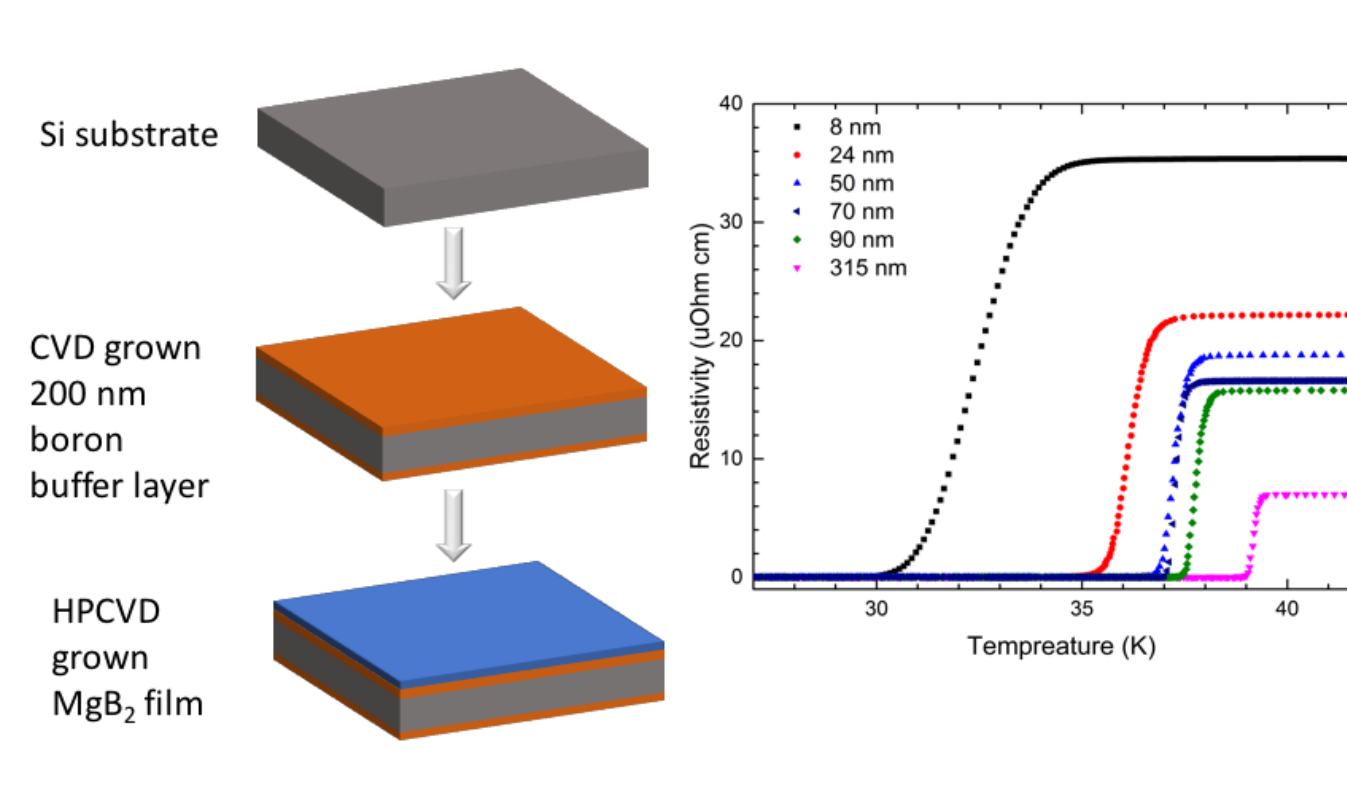 Si substrate
CVD grown
200 nm
boron
buffer layer
HPCVD
grown
MgB₂ film
40
30
20
10
0
Resistivity (uOhm cm)
8 nm
24 nm
50 nm
70 nm
90 nm
315 nm
30
35
40
Tempreature (K)